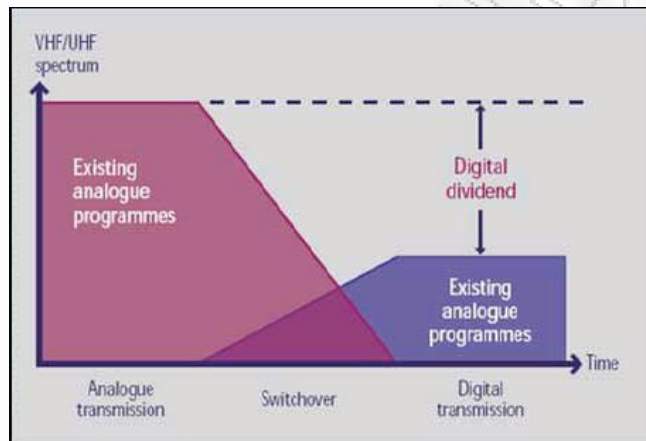 VHF/UHF
spectrum
Existing
analogue
programmes
Digital
dividend
Existing
analogue
programmes
Time
Analogue
transmission
Switchover
Digital
transmission